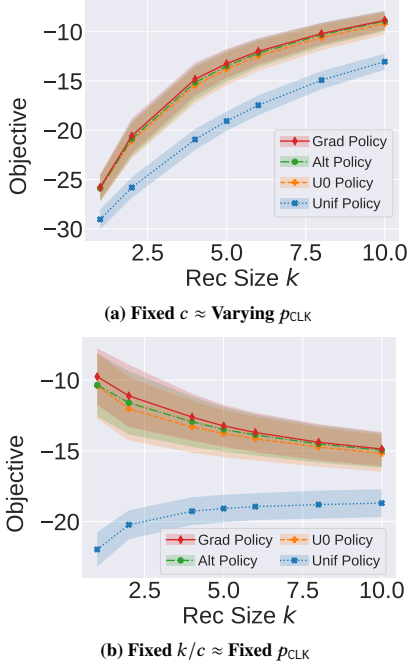 −10
−15
−20
−25
−30
Objective
Grad Policy
Alt Policy
U0 Policy
Unif Policy
2.5 5.0 7.5 10.0
Rec Size k
(a) Fixed c ≈ Varying pCLK
−10
−15
−20
Objective
Grad Policy U0 Policy
Alt Policy Unif Policy
2.5 5.0 7.5 10.0
Rec Size k
(b) Fixed k/c ≈ Fixed pCLK